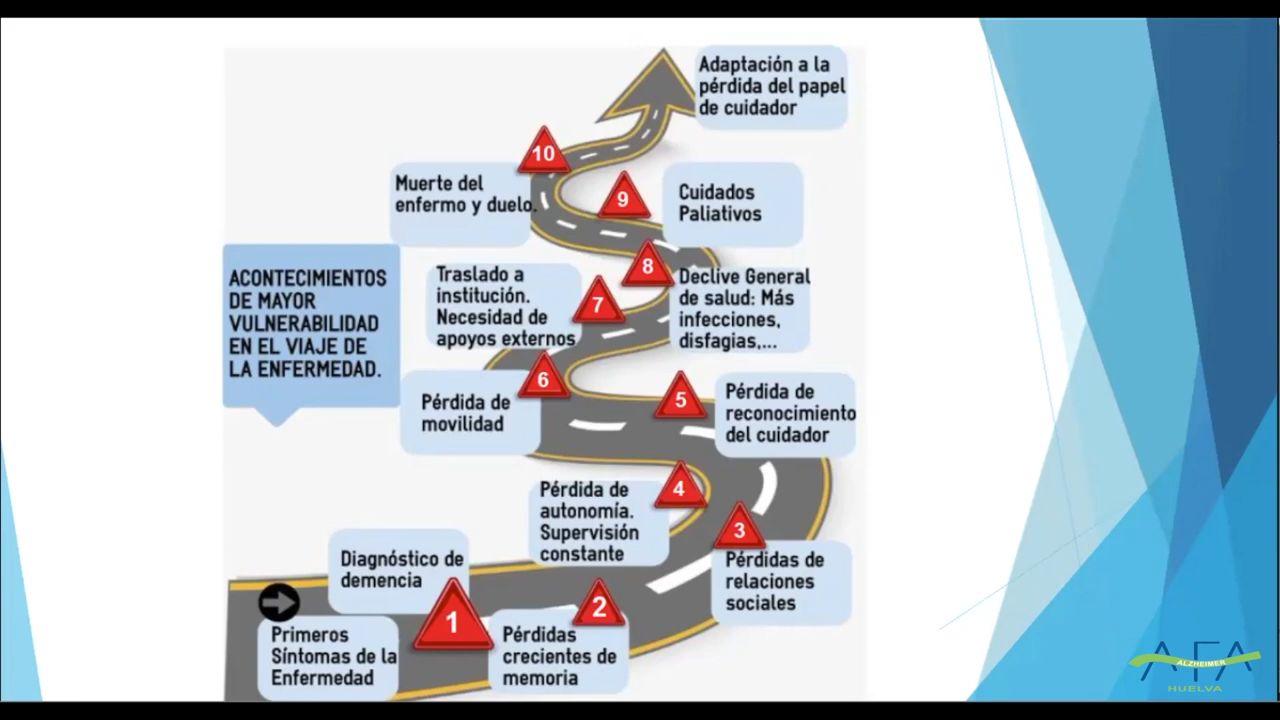 Adaptación a la
pérdida del papel
de cuidador
10
Muerte del
enfermo y duelo.
9
Cuidados
Paliativos
ACONTECIMIENTOS
DE MAYOR
VULNERABILIDAD
EN EL VIAJE DE
LA ENFERMEDAD.
8
Declive General
de salud: Más
infecciones,
disfagias,...
Traslado a
institución.
Necesidad de
apoyos externos
7
6
Pérdida de
movilidad
5
Pérdida de
reconocimiento
del cuidador
Pérdida de
autonomía.
Supervisión
constante
4
3
Pérdidas de
relaciones
sociales
Diagnóstico de
demencia
1
2
Pérdidas
crecientes de
memoria
Primeros
Síntomas de la
Enfermedad
AFA
ALZHEIMER
HUELVA